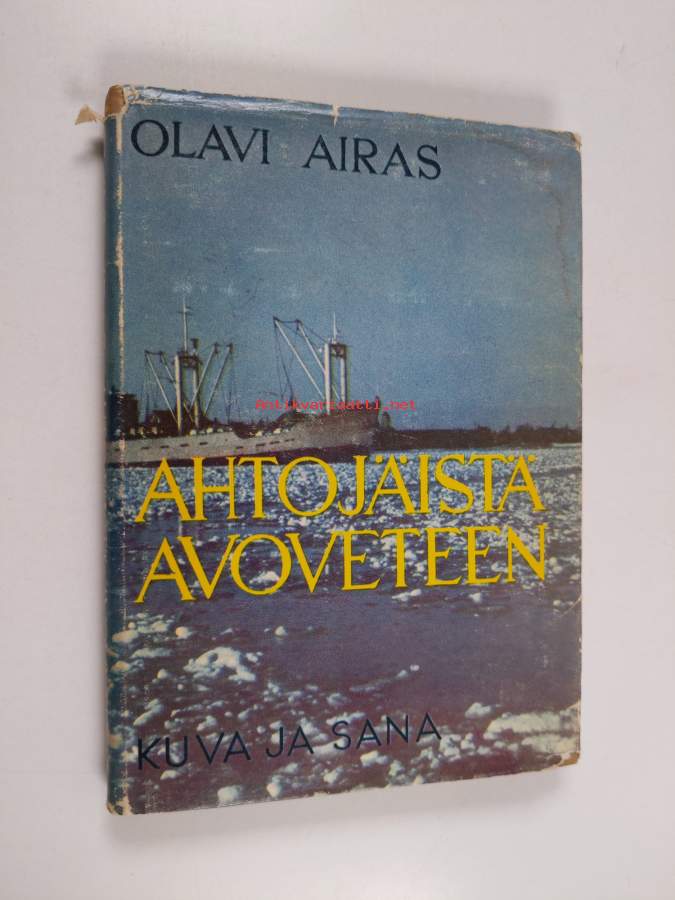 OLAVI AIRAS
Antikvariaatti.net
AHTOJÄISTÄ
AVOVETEEN
KUVA JA SANA